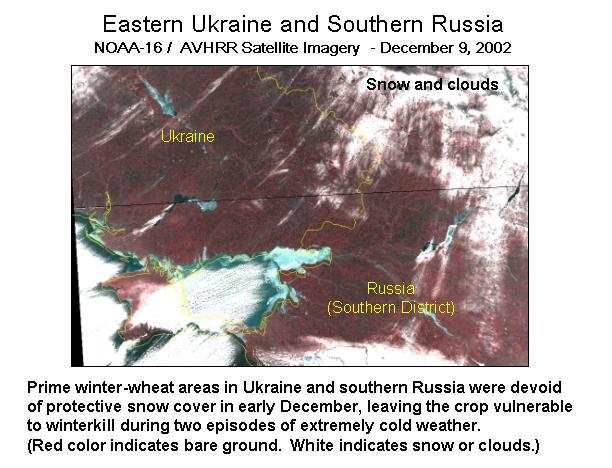 Eastern Ukraine and Southern Russia
NOAA-16 / AVHRR Satellite Imagery - December 9, 2002
Snow and clouds
Ukraine
Russia
(Southern District)
Prime winter-wheat areas in Ukraine and southern Russia were devoid
of protective snow cover in early December, leaving the crop vulnerable
to winterkill during two episodes of extremely cold weather.
(Red color indicates bare ground. White indicates snow or clouds.)